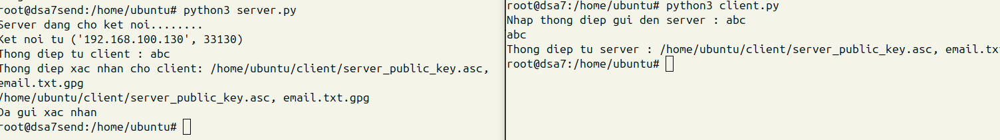 root@dsa7send:/home/ubuntu# python3 server.py
Server dang cho ket noi........
Ket noi tu ('192.168.100.130', 33130)
Thong diep tu client : abc
Thong diep xac nhan cho client: /home/ubuntu/client/server_public_key.asc,
email.txt.gpg
/home/ubuntu/client/server_public_key.asc, email.txt.gpg
Da gui xac nhan
root@dsa7send:/home/ubuntu#
root@dsa7:/home/ubuntu# python3 client.py
Nhap thong diep gui den server : abc
abc
Thong diep tu server : /home/ubuntu/client/server_public_key.asc, email.tx
root@dsa7:/home/ubuntu#